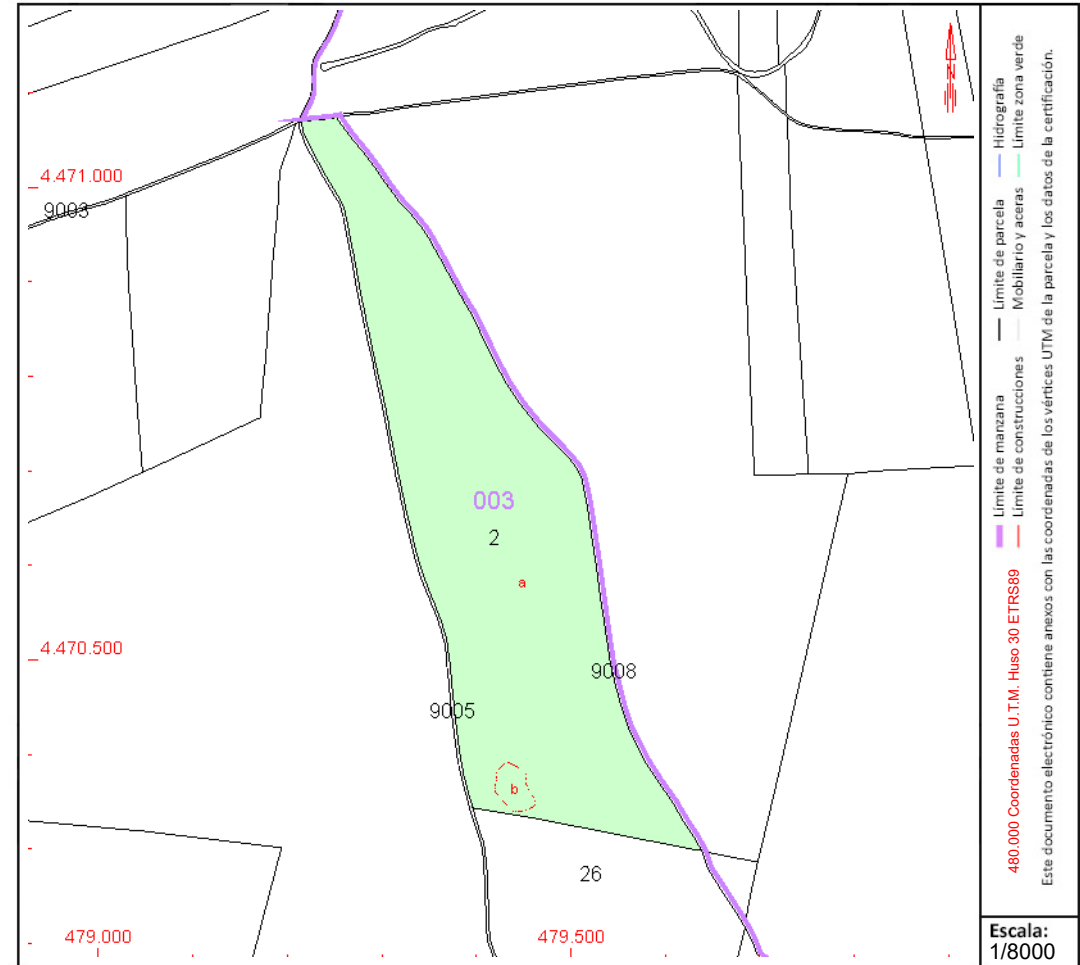 4.471.000
9003
003
2
a
4.470.500
9008
9005
b
26
479.000
479.500
N
Límite de manzana
Límite de parcela
Hidrografía
Límite de construcciones
Mobiliario y aceras
Límite zona verde
480.000 Coordenadas U.T.M. Huso 30 ETRS89
Este documento electrónico contiene anexos con las coordenadas de los vértices UTM de la parcela y los datos de la certificación.
Escala:
1/8000